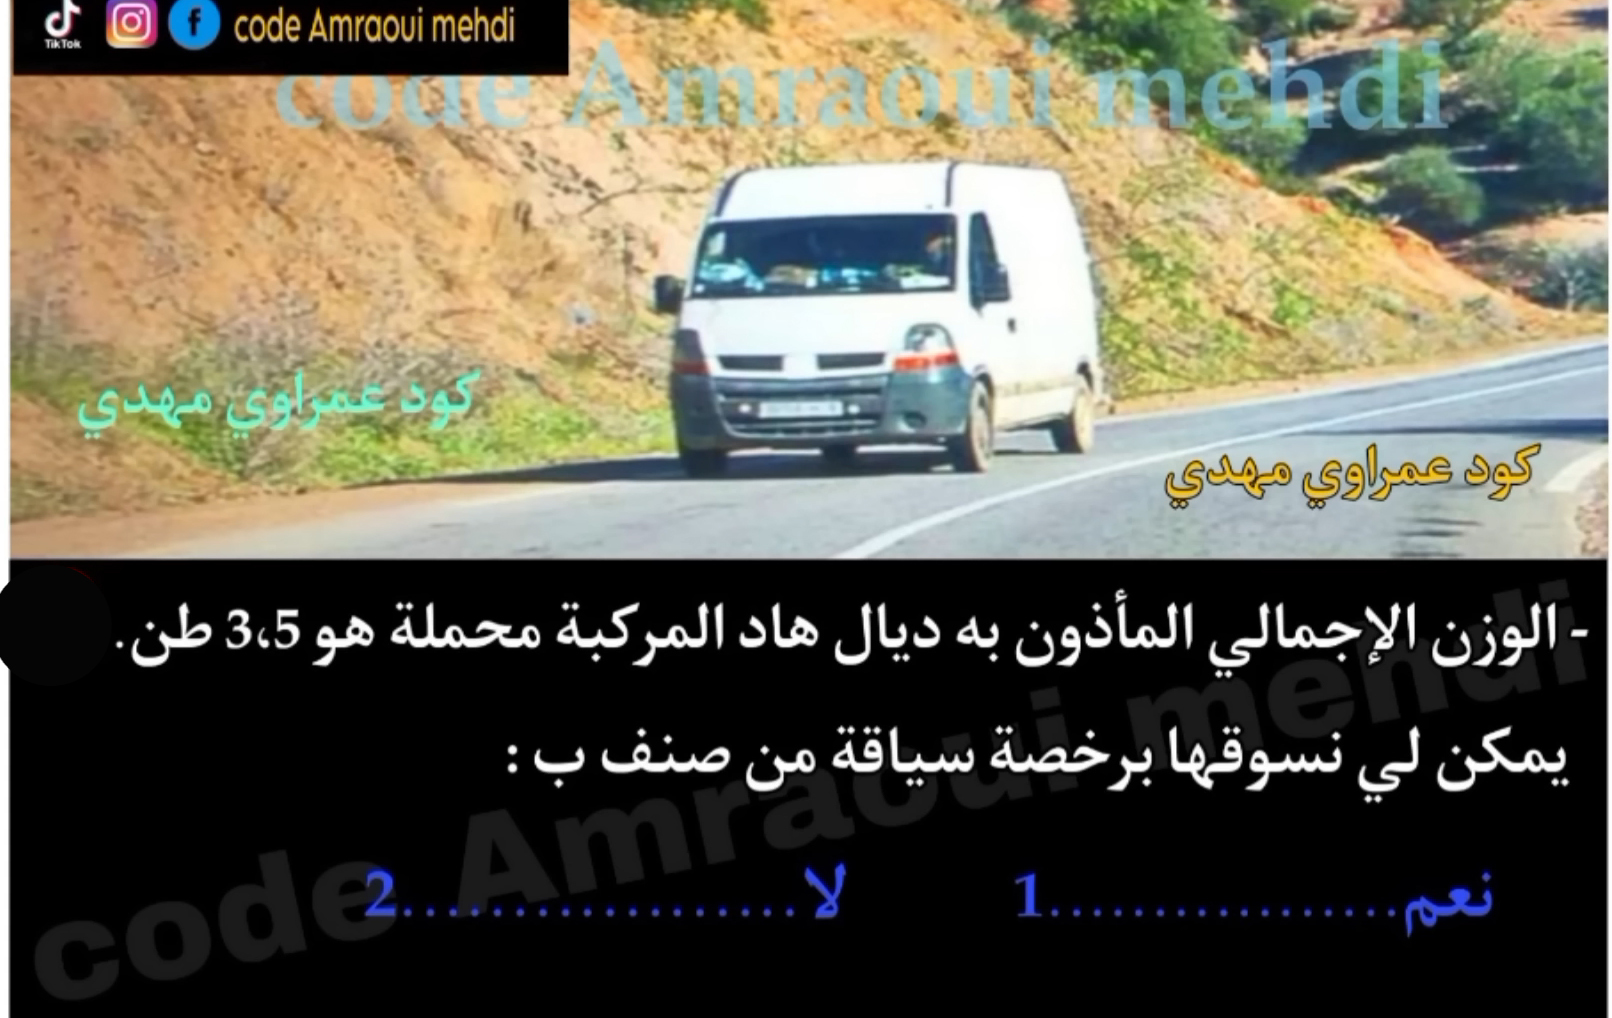 TikTok
code Amraoui mehdi
code Amraoui mehdi
كود عمراوي مهدي
كود عمراوي مهدي
- الوزن الإجمالي المأذون به ديال هاد المركبة محملة هو 3،5 طن.
يمكن لي نسوقها برخصة سياقة من صنف ب :
نعم.................1 لا...................2
code Amraoui mehdi